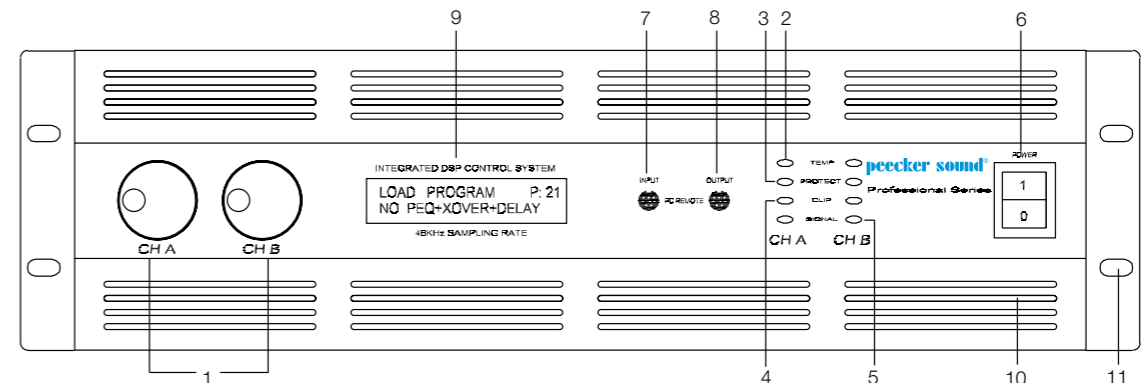 7 8 3 2 6
9
INTEGRATED DSP CONTROL SYSTEM
LOAD PROGRAM P: 21
NO PEQ+XOVER+DELAY
48KHz SAMPLING RATE
CH A CH B
INPUT OUTPUT
PC REMOTE
TEMP
PROTECT
CLIP
SIGNAL
CH A CH B
peecker sound®
Professional Series
POWER
1
0
1 4 5 10 11